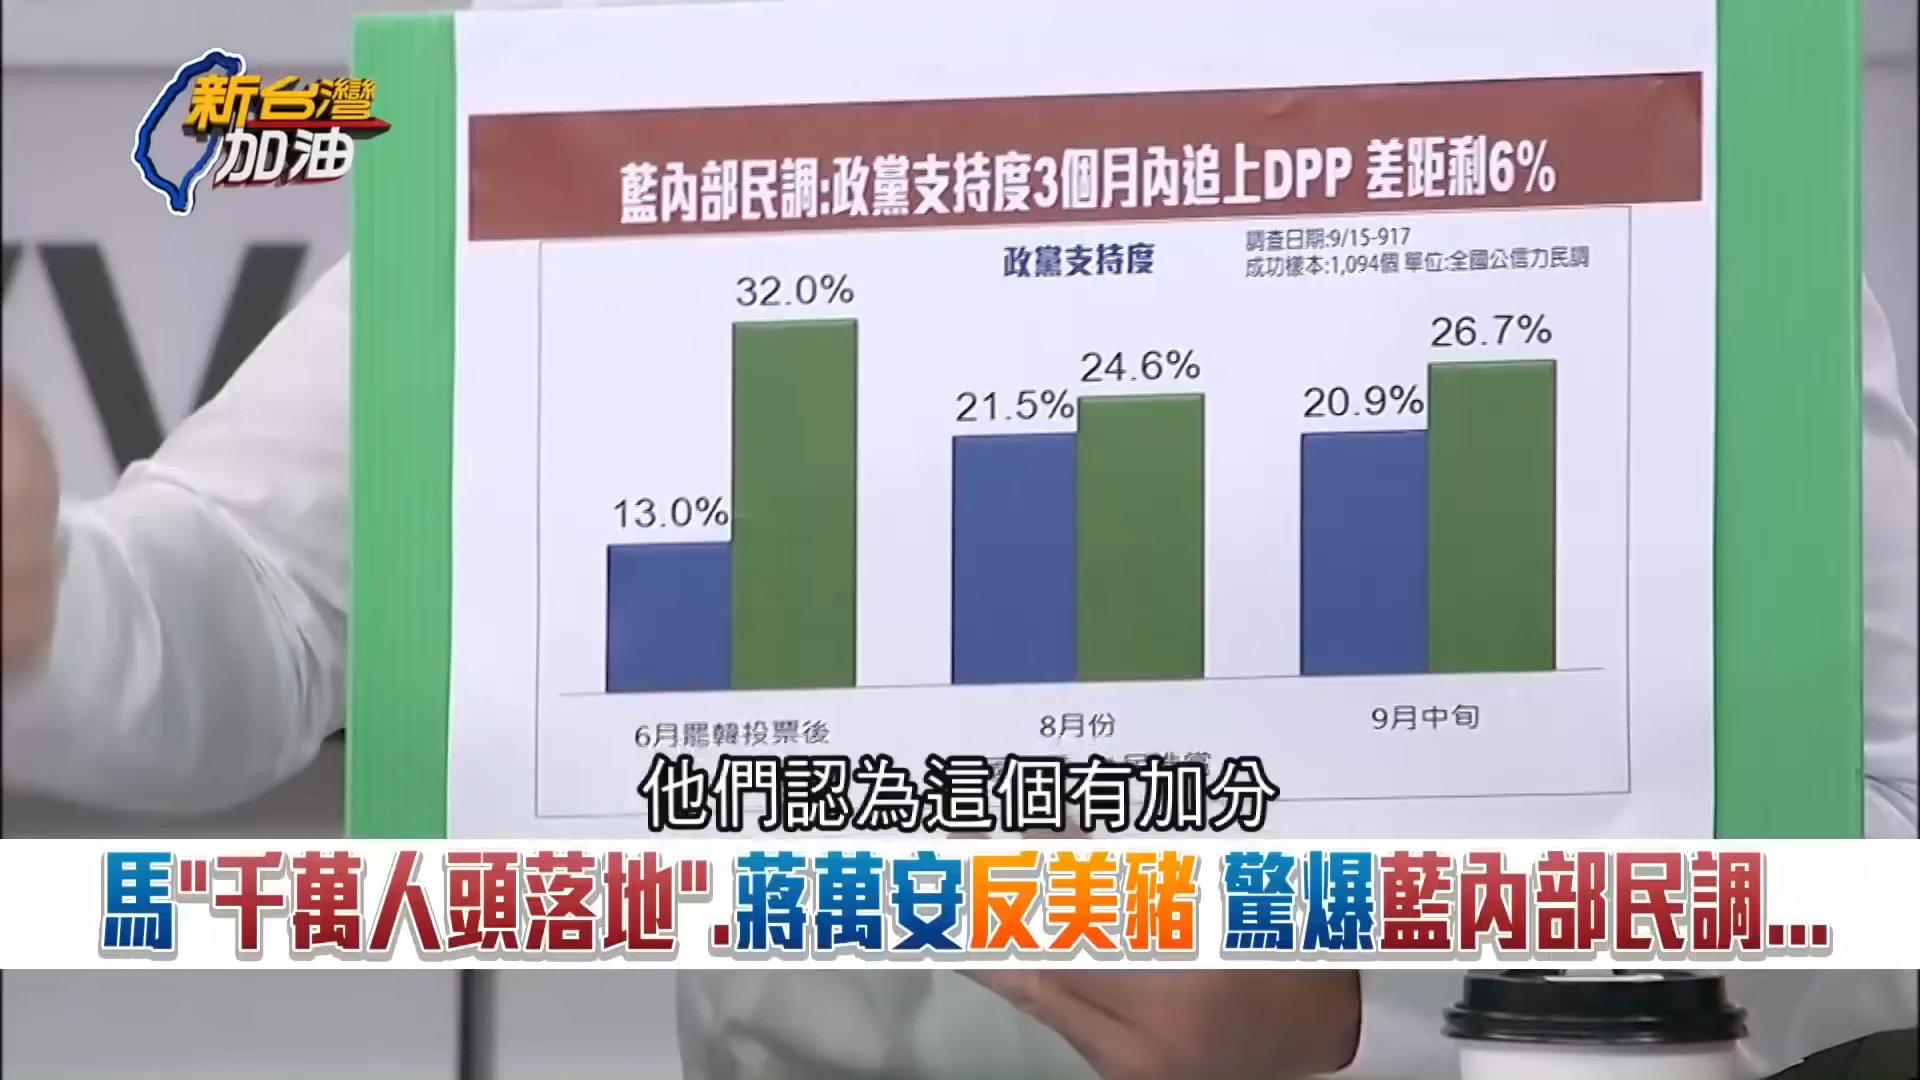 新台灣
加油
藍內部民調:政黨支持度3個月內追上DPP 差距剩6%
政黨支持度
調查日期:9/15-917
成功樣本:1,094個 單位:全國公信力民調
32.0%
13.0%
24.6%
21.5%
26.7%
20.9%
6月罷韓投票後
8月份
9月中旬
他們認為這個有加分
馬"千萬人頭落地".蔣萬安反美豬 驚爆藍內部民調...